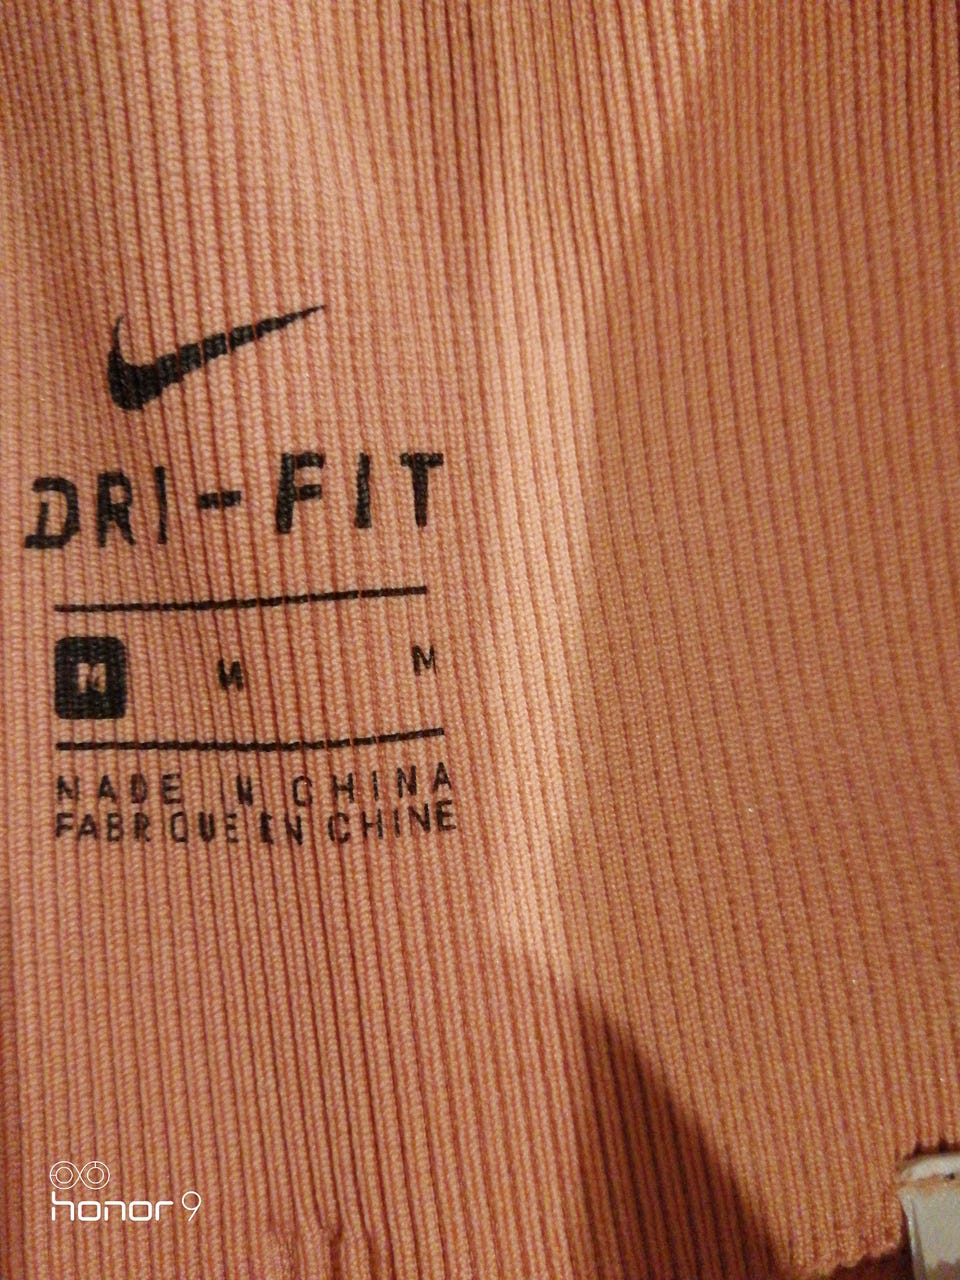 DRI-FIT
M M M
MADE IN CHINA
FABRIQUE EN CHINE
honor 9